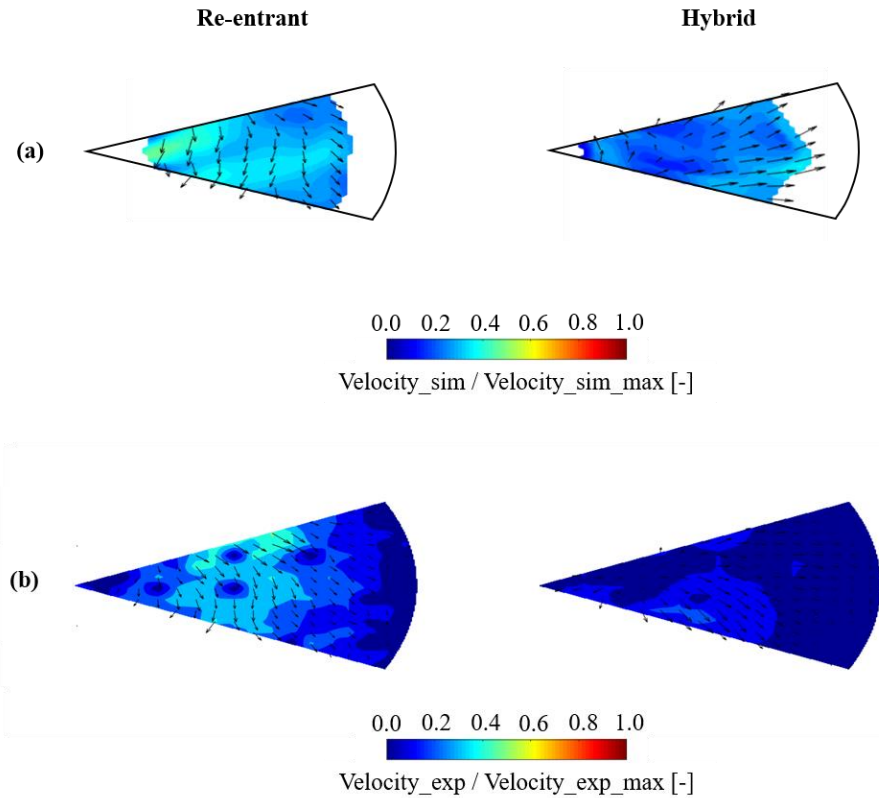 Re-entrant Hybrid
(a)
0.0 0.2 0.4 0.6 0.8 1.0
Velocity_sim / Velocity_sim_max [-]
(b)
0.0 0.2 0.4 0.6 0.8 1.0
Velocity_exp / Velocity_exp_max [-]